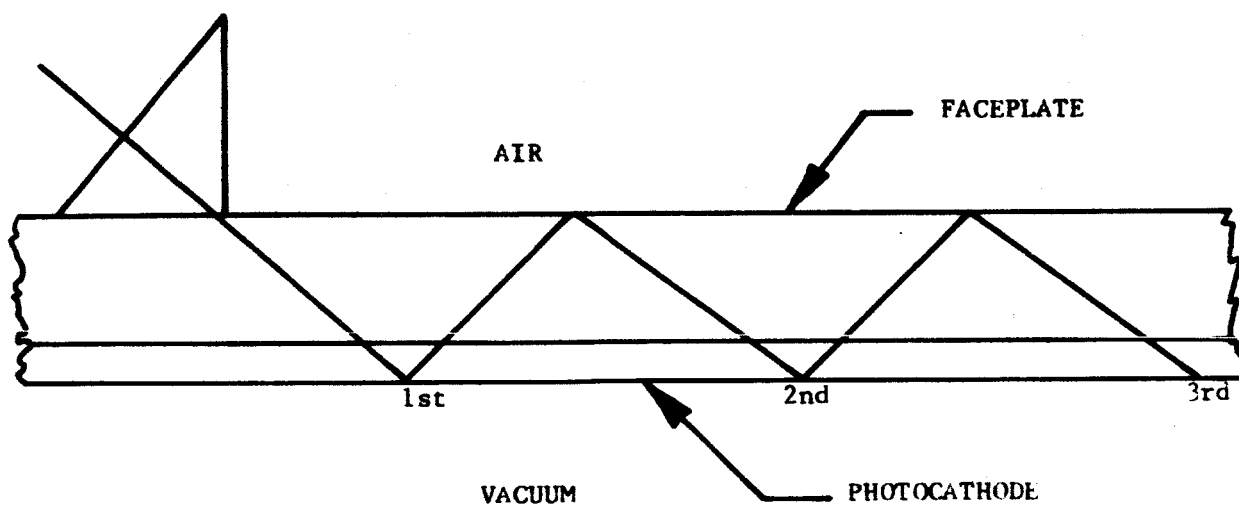 FACEPLATE
AIR
1st
2nd
3rd
VACUUM
PHOTOCATHODE